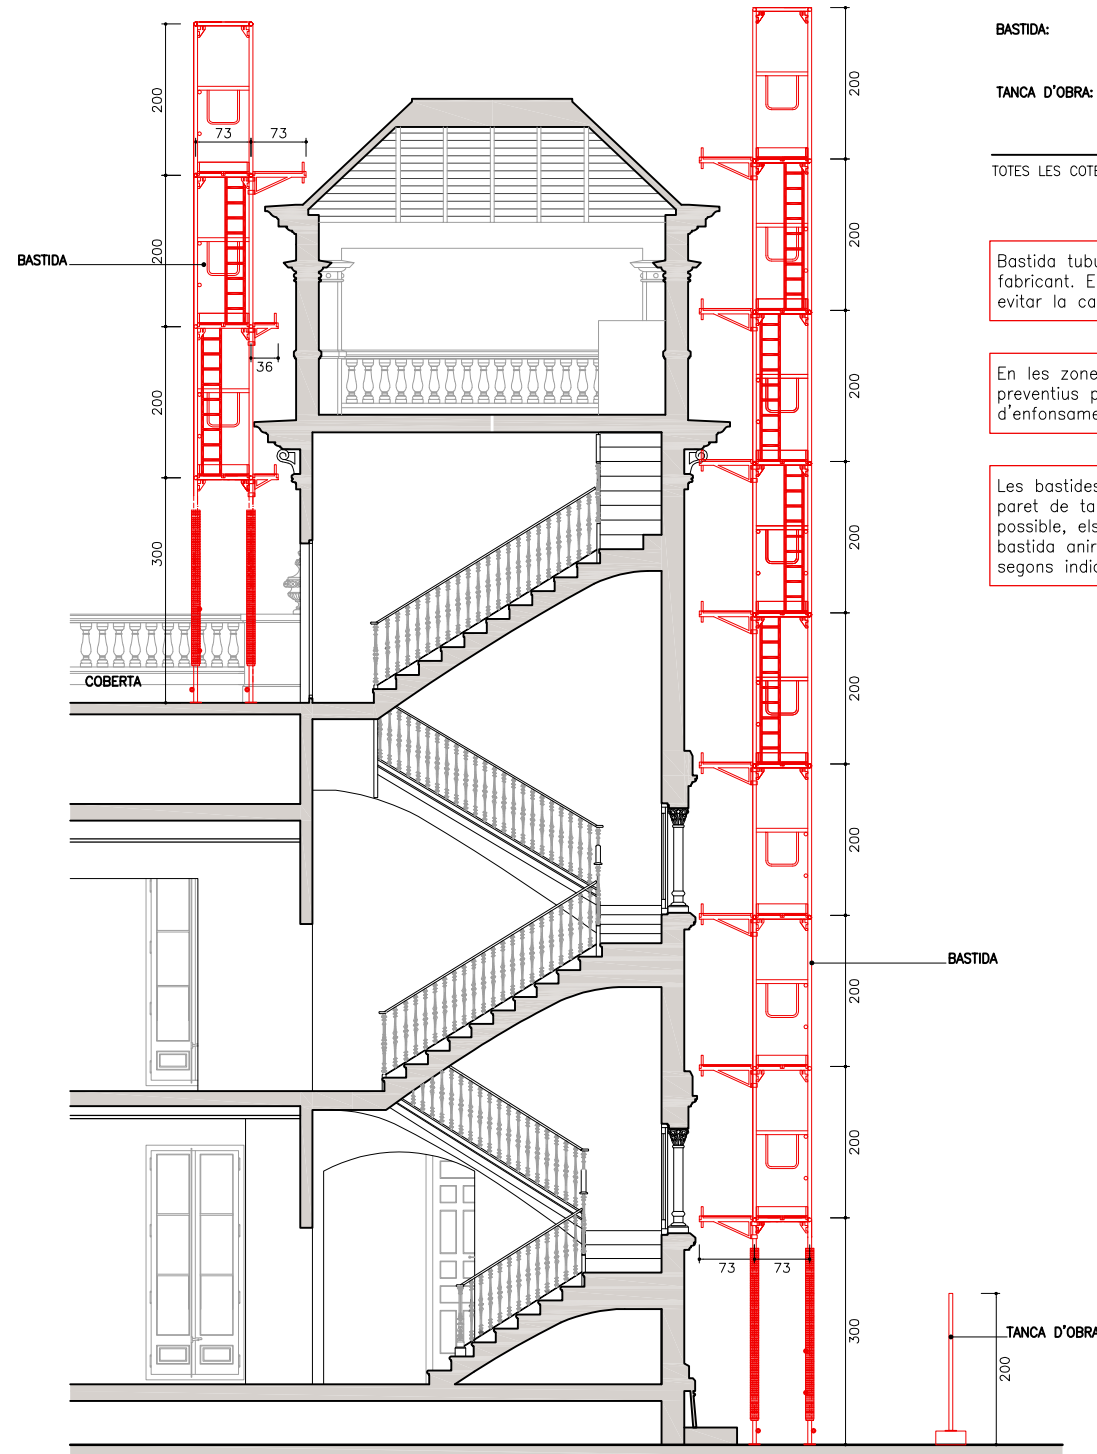 BASTIDA:
TANCA D'OBRA:
TOTES LES COTE
Bastida tubu
fabricant. E
evitar la ca
En les zone
preventius p
d'enfonsame
Les bastides
paret de ta
possible, els
bastida anir
segons indic
BASTIDA
COBERTA
BASTIDA
TANCA D'OBRA
200
73
73
200
36
200
300
200
200
200
200
200
200
200
200
73
73
300
200